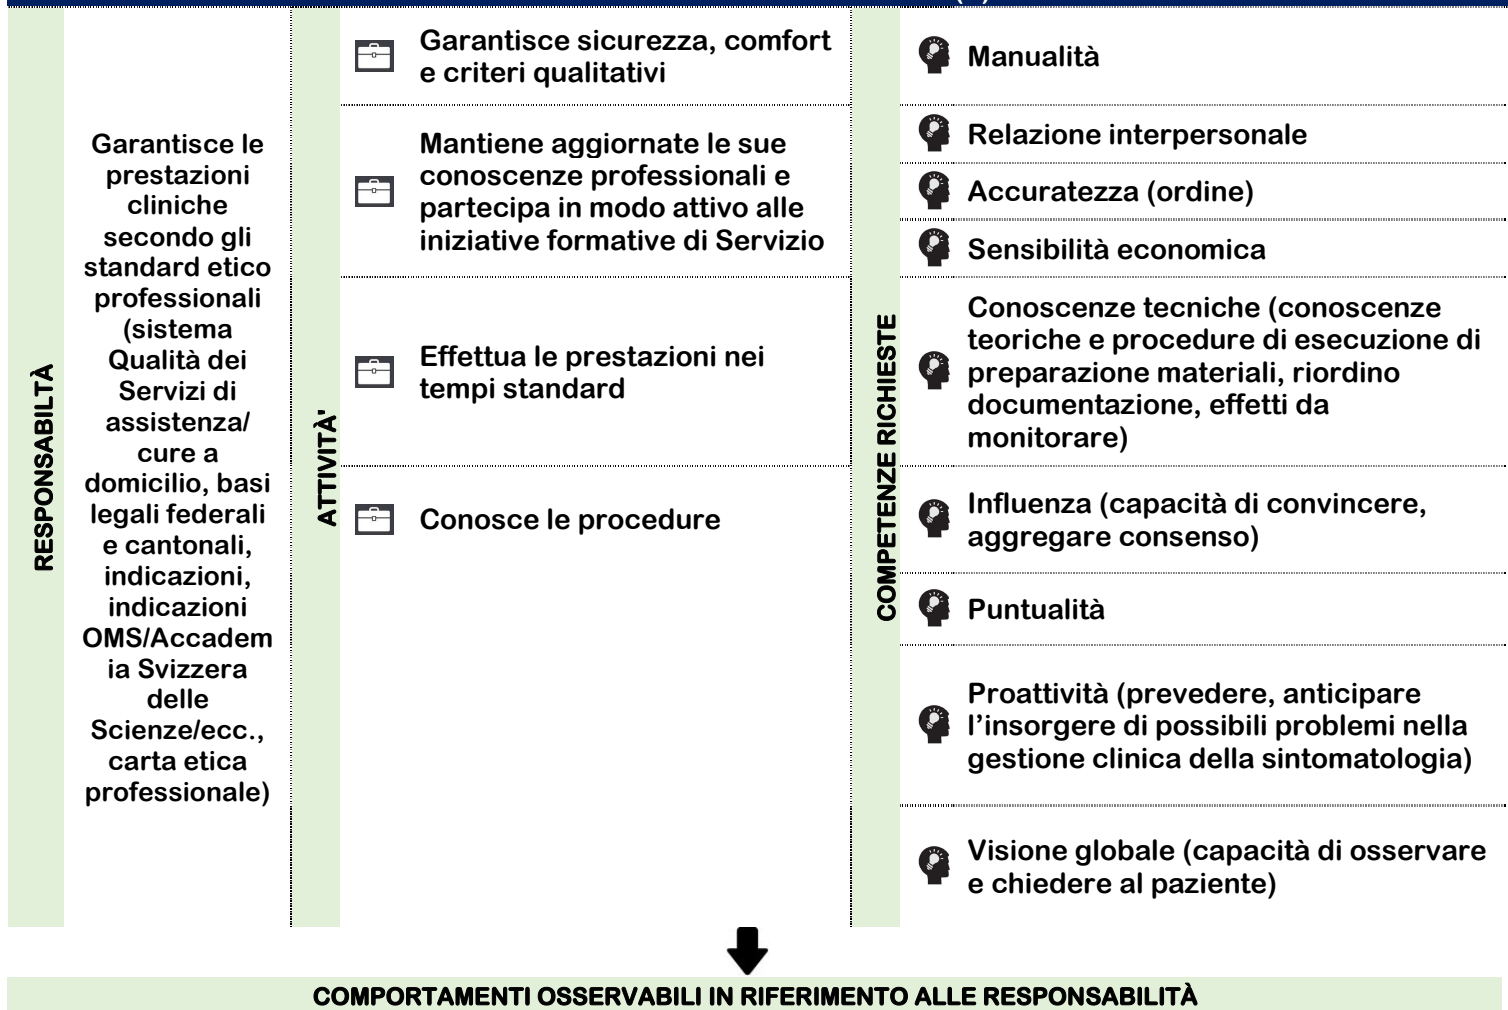 RESPONSABILTÀ
Garantisce le
prestazioni
cliniche
secondo gli
standard etico
professionali
(sistema
Qualità dei
Servizi di
assistenza/
cure a
domicilio, basi
legali federali
e cantonali,
indicazioni,
indicazioni
OMS/Accadem
ia Svizzera
delle
Scienze/ecc.,
carta etica
professionale)
ATTIVITÀ'
Garantisce sicurezza, comfort
e criteri qualitativi
Mantiene aggiornate le sue
conoscenze professionali e
partecipa in modo attivo alle
iniziative formative di Servizio
Effettua le prestazioni nei
tempi standard
Conosce le procedure
COMPETENZE RICHIESTE
Manualità
Relazione interpersonale
Accuratezza (ordine)
Sensibilità economica
Conoscenze tecniche (conoscenze
teoriche e procedure di esecuzione di
preparazione materiali, riordino
documentazione, effetti da
monitorare)
Influenza (capacità di convincere,
aggregare consenso)
Puntualità
Proattività (prevedere, anticipare
l’insorgere di possibili problemi nella
gestione clinica della sintomatologia)
Visione globale (capacità di osservare
e chiedere al paziente)
COMPORTAMENTI OSSERVABILI IN RIFERIMENTO ALLE RESPONSABILITÀ